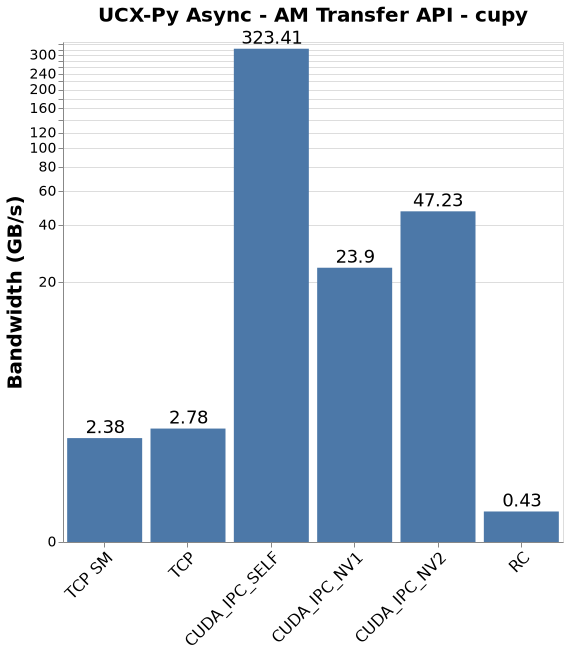 UCX-Py Async - AM Transfer API - cupy
Bandwidth (GB/s)
300
240
200
160
120
100
80
60
40
20
0
2.38
2.78
323.41
23.9
47.23
0.43
TCP SM
TCP
CUDA_IPC_SELF
CUDA_IPC_NV1
CUDA_IPC_NV2
RC